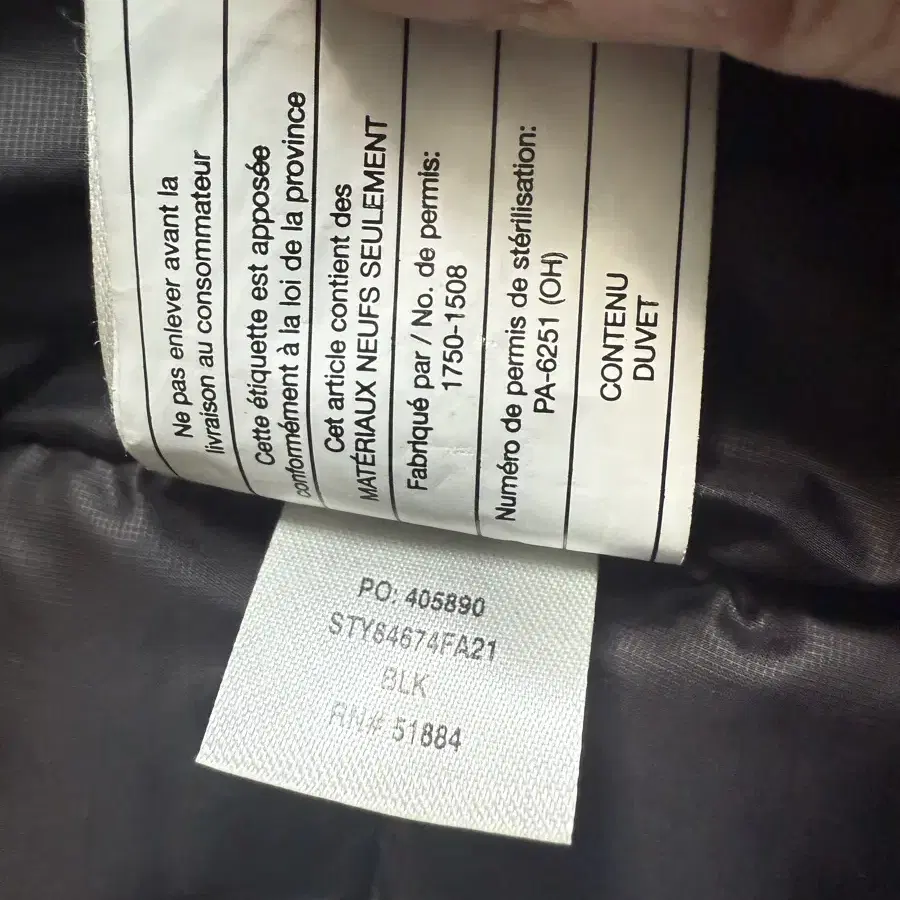 Ne pas enlever avant la
livraison au consommateur
Cette étiquette est apposée
conformément à la loi de la province
Cet article contient des
MATÉRIAUX NEUFS SEULEMENT
Fabriqué par / No. de permis:
1750-1508
Numéro de permis de stérilisation:
PA-6251 (OH)
CONTENU
DUVET
PO: 405890
STY84674FA21
BLK
RN# 51884